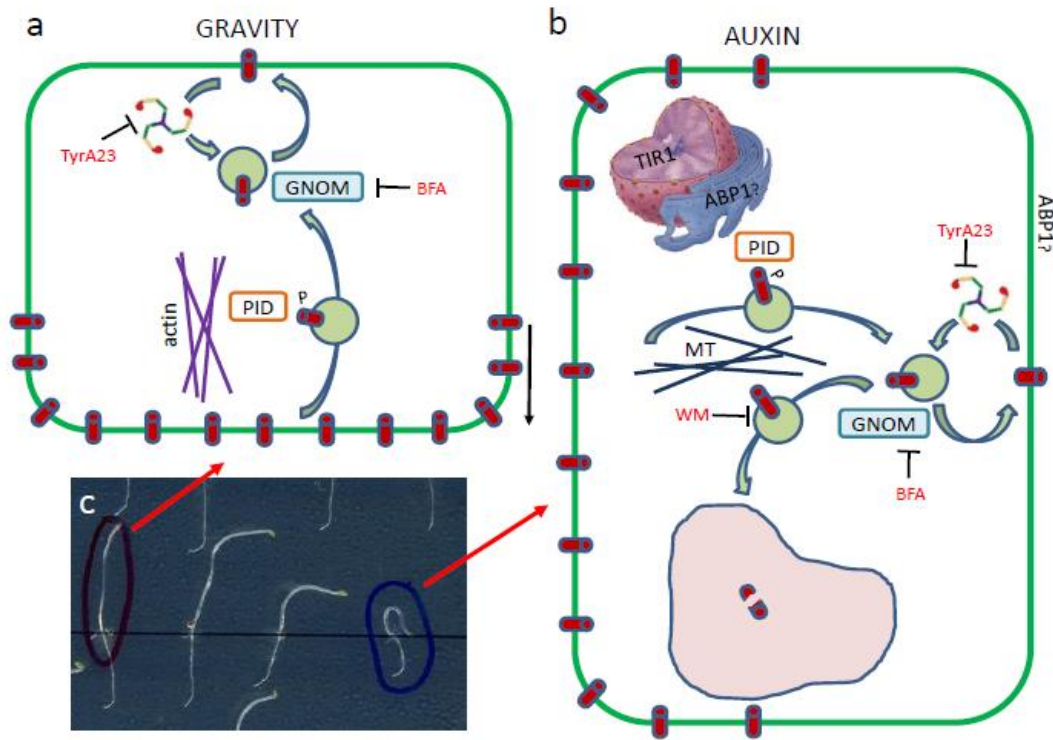 a
GRAVITY
TyrA23
GNOM
BFA
actin
PID
P
b
AUXIN
TIR1
ABP1?
PID
P
MT
WM
TyrA23
ABP1?
GNOM
BFA
c